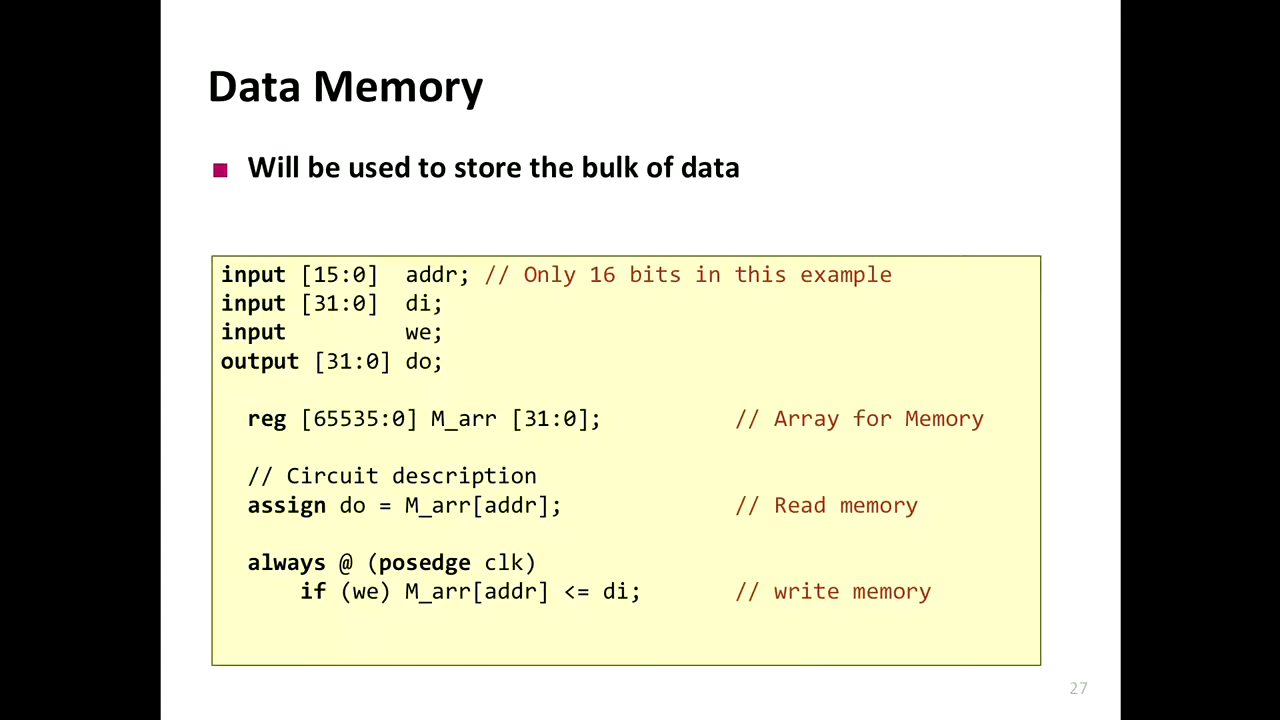 Data Memory
Will be used to store the bulk of data
input [15:0]  addr; // Only 16 bits in this example
input [31:0]  di;
input         we;
output [31:0] do;
reg [65535:0] M_arr [31:0];          // Array for Memory
// Circuit description
assign do = M_arr[addr];             // Read memory
always @ (posedge clk)
if (we) M_arr[addr] <= di;       // write memory
27